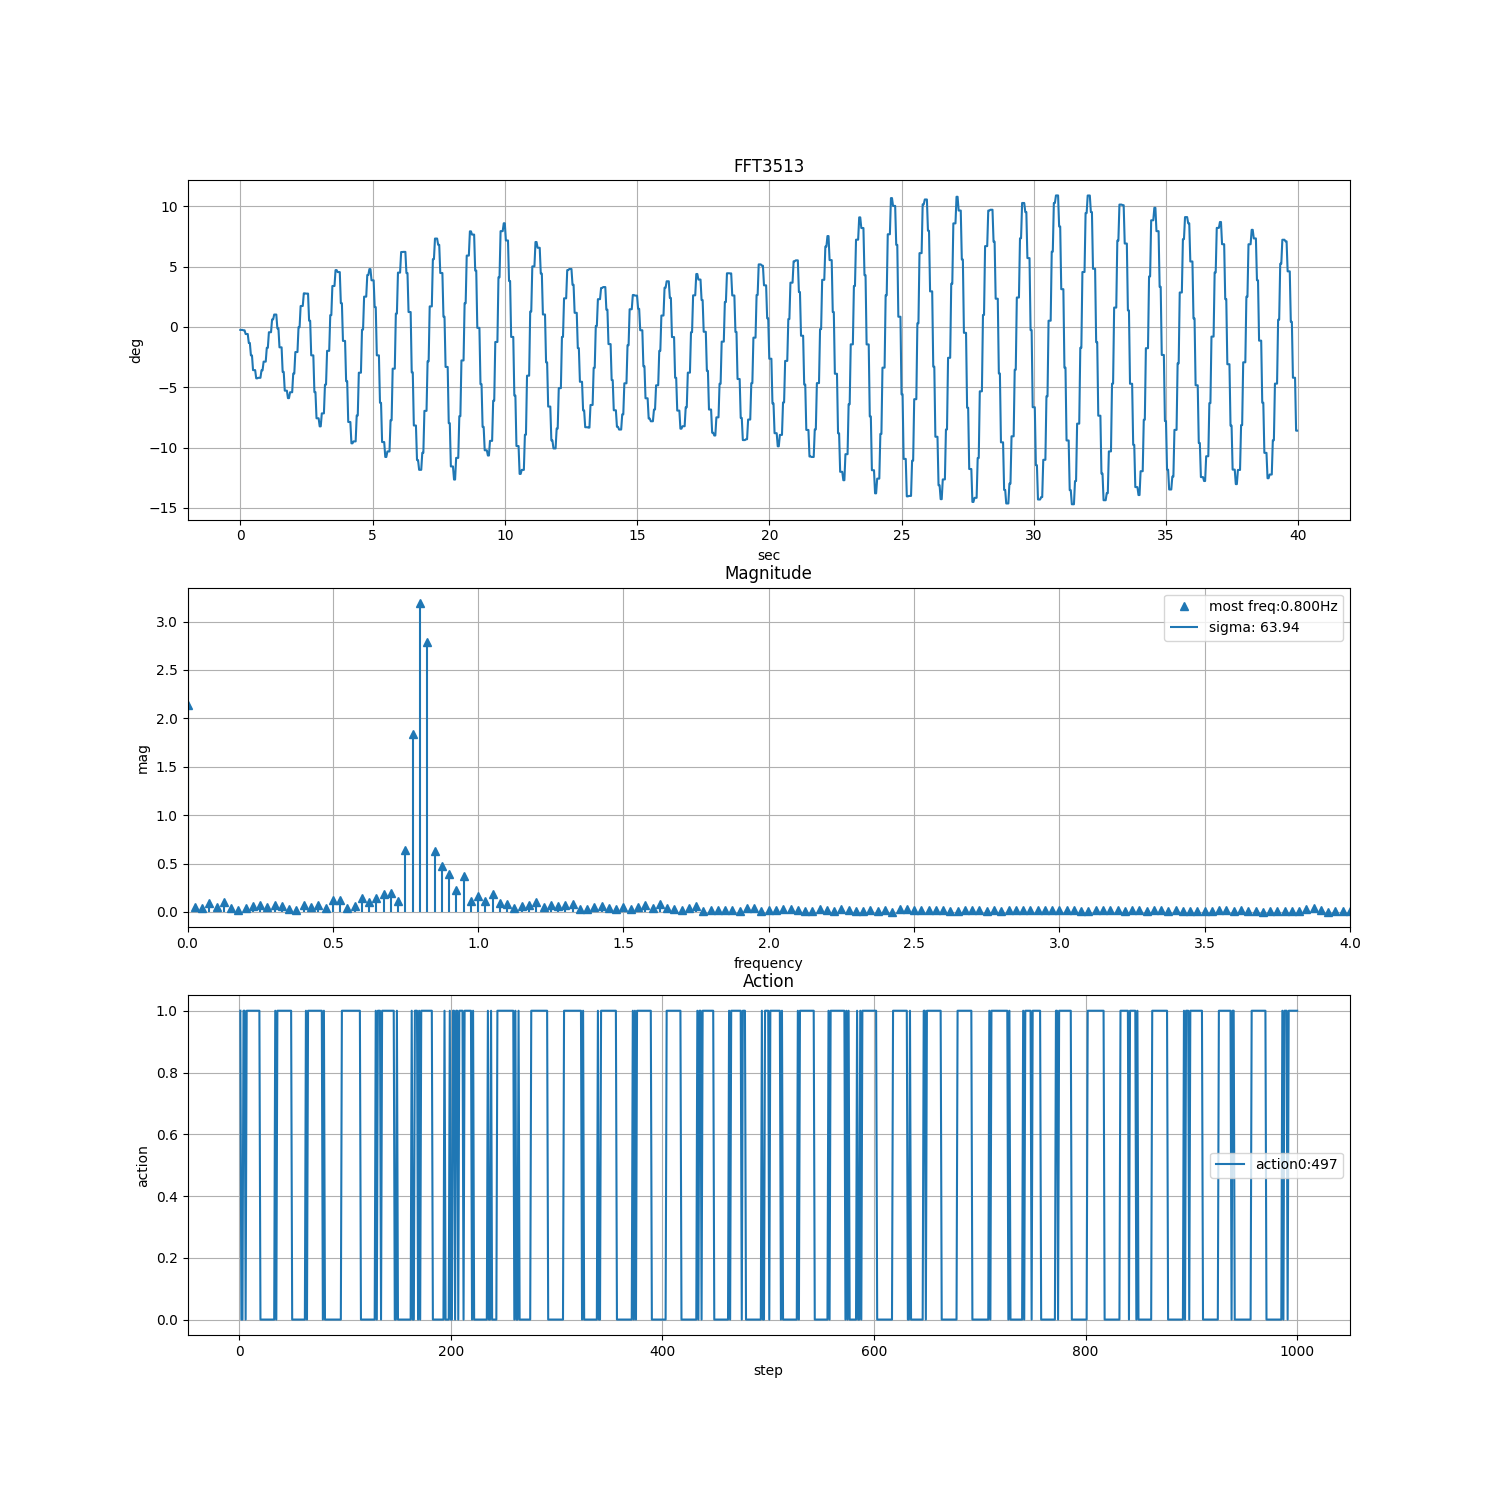 FFT3513
10
5
0
−5
−10
−15
deg
0 5 10 15 20 25 30 35 40
sec
Magnitude
3.0
2.5
2.0
1.5
1.0
0.5
0.0
mag
most freq:0.800Hz
sigma: 63.94
0.0 0.5 1.0 1.5 2.0 2.5 3.0 3.5 4.0
frequency
Action
1.0
0.8
0.6
0.4
0.2
0.0
action
action0:497
0 200 400 600 800 1000
step